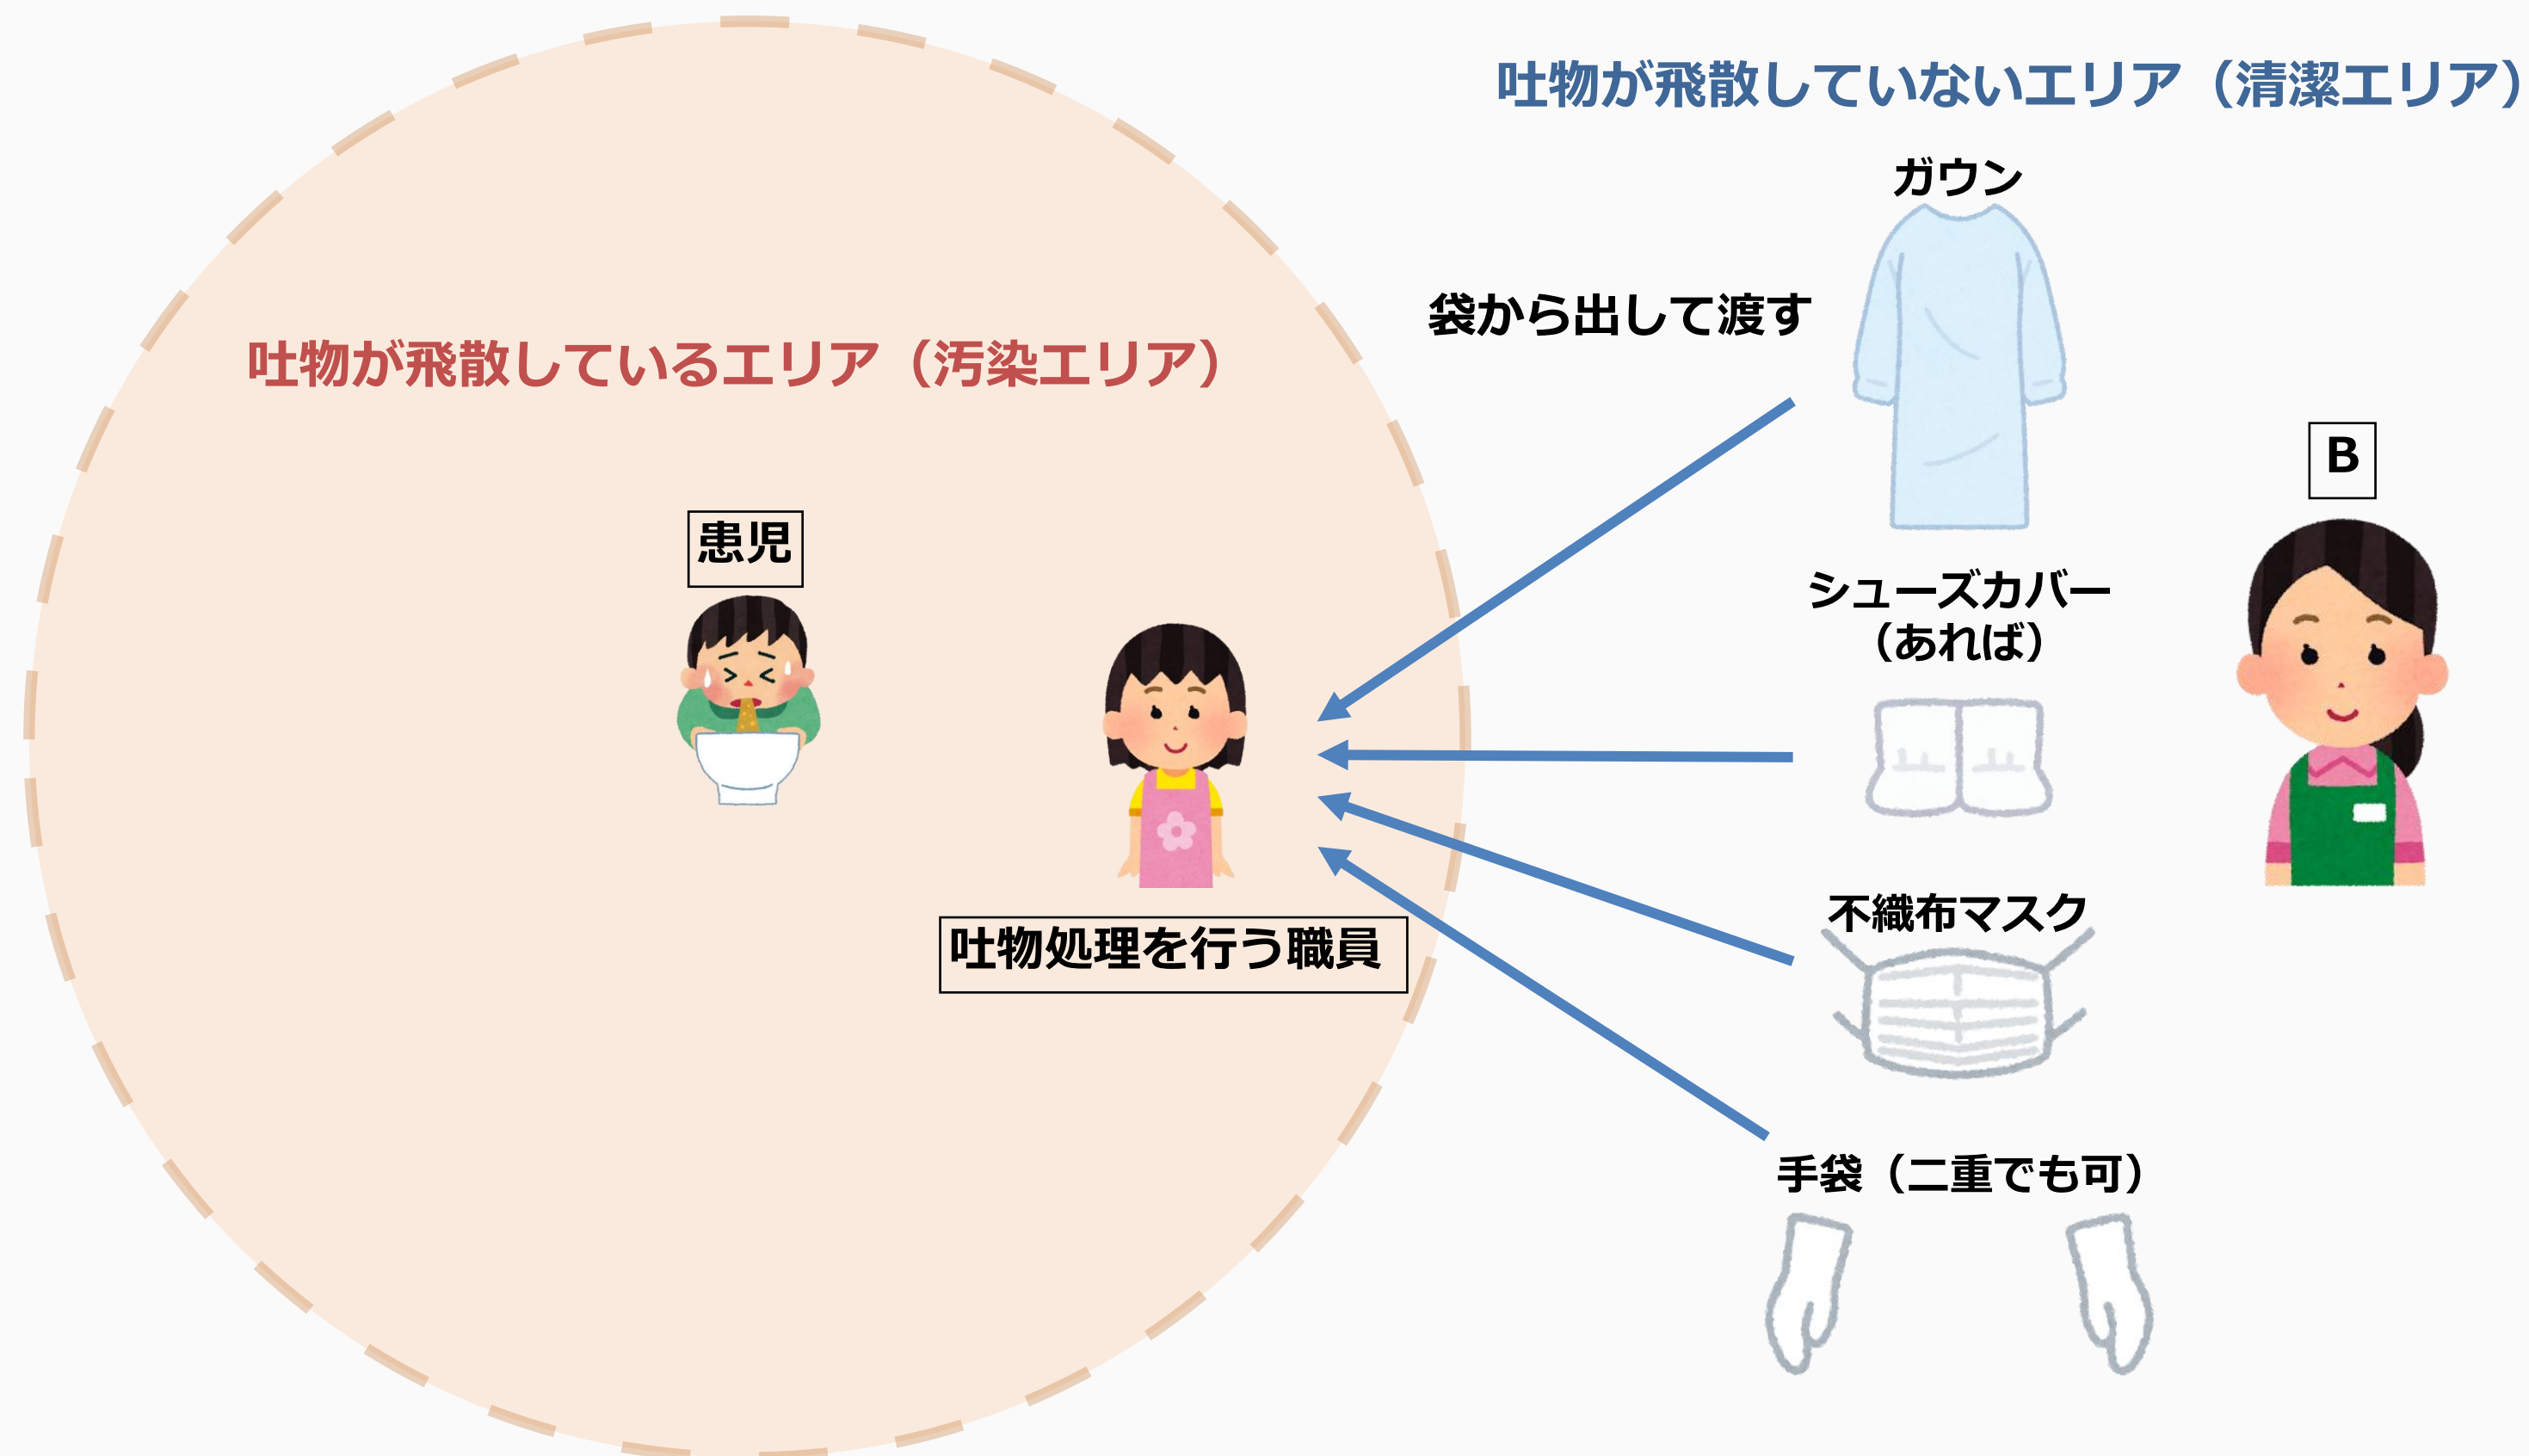 吐物が飛散していないエリア（清潔エリア）
ガウン
袋から出して渡す
吐物が飛散しているエリア（汚染エリア）
B
患児
シューズカバー
（あれば）
不織布マスク
吐物処理を行う職員
手袋（二重でも可）